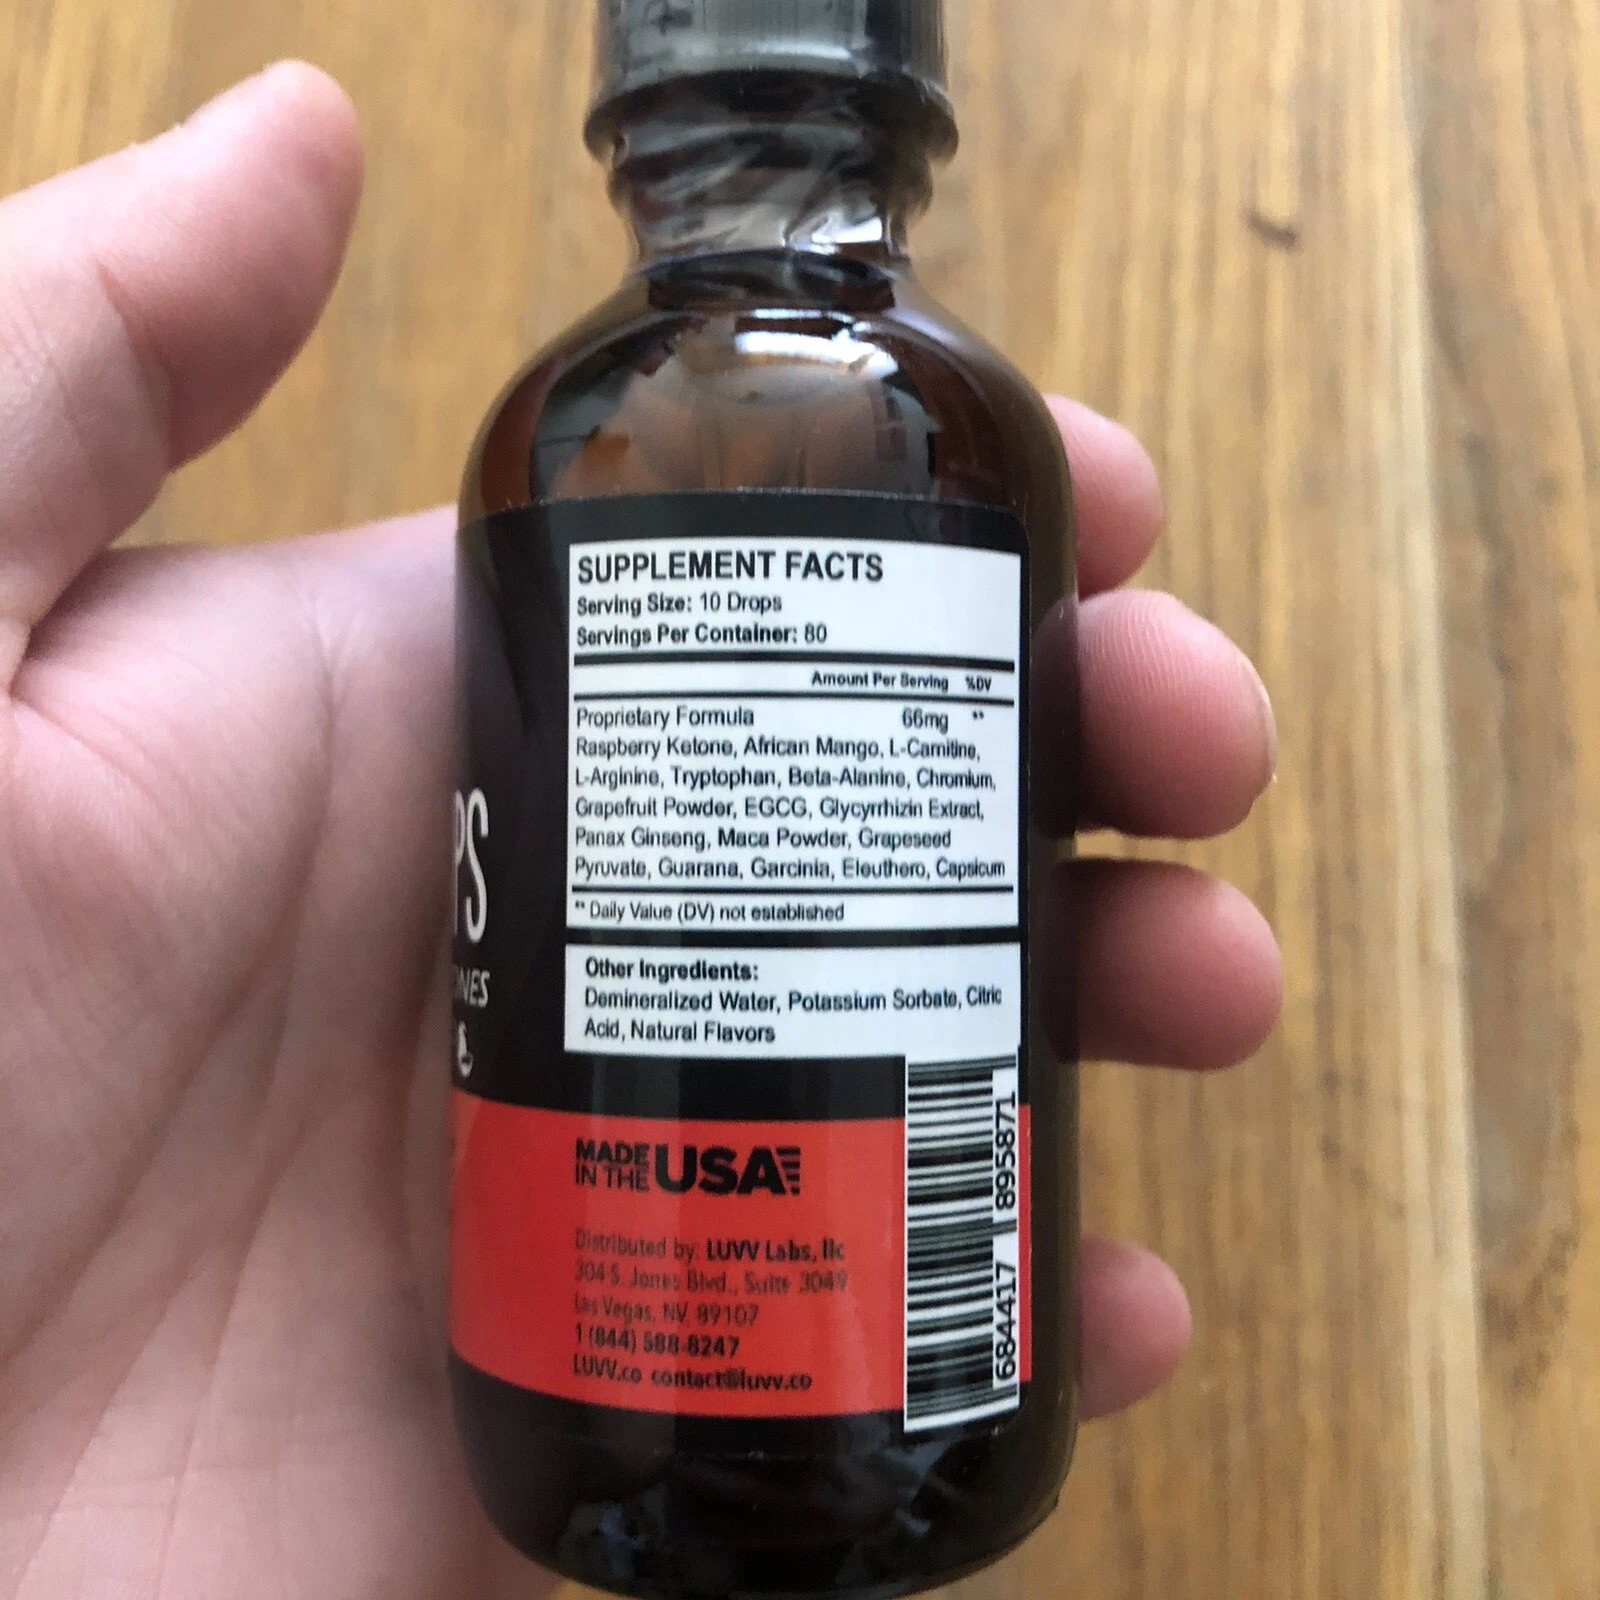 SUPPLEMENT FACTS
Serving Size: 10 Drops
Servings Per Container: 80
Amount Per Serving %DV
Proprietary Formula 66mg **
Raspberry Ketone, African Mango, L-Carnitine,
L-Arginine, Tryptophan, Beta-Alanine, Chromium,
Grapefruit Powder, EGCG, Glycyrrhizin Extract,
Panax Ginseng, Maca Powder, Grapeseed
Pyruvate, Guarana, Garcinia, Eleuthero, Capsicum
** Daily Value (DV) not established
Other Ingredients:
Demineralized Water, Potassium Sorbate, Citric
Acid, Natural Flavors
PS
ONES
MADE
IN THE USA
Distributed by: LUVV Labs, llc
304 S. Jones Blvd., Suite 3049
Las Vegas, NV, 89107
1 (844) 588-8247
LUVV.co contact@luvv.co
684417 895871